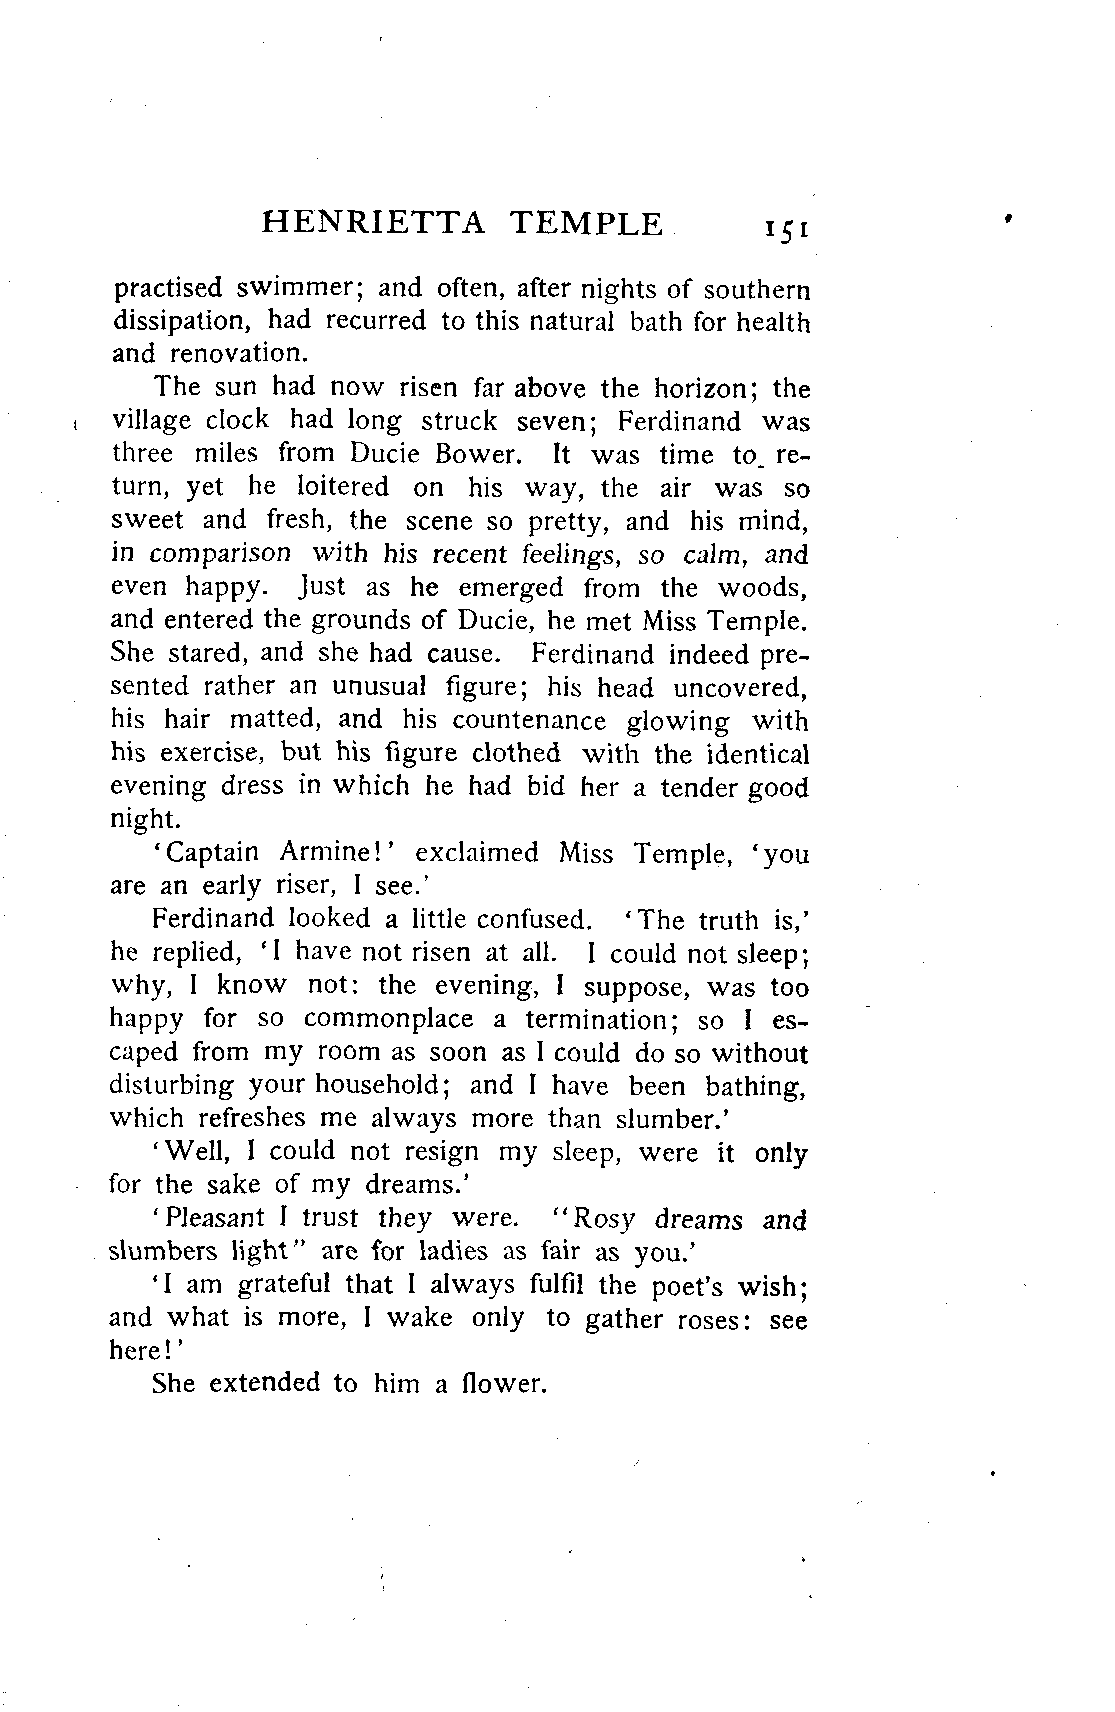 HENRIETTA TEMPLE 151
practised swimmer; and often, after nights of southern
dissipation, had recurred to this natural bath for health
and renovation.
The sun had now risen far above the horizon; the
village clock had long struck seven; Ferdinand was
three miles from Ducie Bower. It was time to re-
turn, yet he loitered on his way, the air was so
sweet and fresh, the scene so pretty, and his mind,
in comparison with his recent feelings, so calm, and
even happy. Just as he emerged from the woods,
and entered the grounds of Ducie, he met Miss Temple.
She stared, and she had cause. Ferdinand indeed pre-
sented rather an unusual figure; his head uncovered,
his hair matted, and his countenance glowing with
his exercise, but his figure clothed with the identical
evening dress in which he had bid her a tender good
night.
‘Captain Armine!’ exclaimed Miss Temple, ‘you
are an early riser, I see.’
Ferdinand looked a little confused. ‘The truth is,’
he replied, ‘I have not risen at all. I could not sleep;
why, I know not: the evening, I suppose, was too
happy for so commonplace a termination; so I es-
caped from my room as soon as I could do so without
disturbing your household; and I have been bathing,
which refreshes me always more than slumber.’
‘Well, I could not resign my sleep, were it only
for the sake of my dreams.’
‘Pleasant I trust they were. “Rosy dreams and
slumbers light” are for ladies as fair as you.’
‘I am grateful that I always fulfil the poet’s wish;
and what is more, I wake only to gather roses: see
here!’
She extended to him a flower.